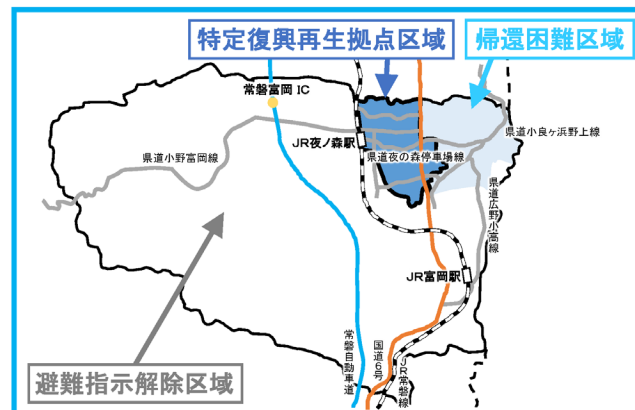 特定復興再生拠点区域
帰還困難区域
常磐富岡 IC
JR夜ノ森駅
県道小良ヶ浜野上線
県道夜の森停車場線
県道小野富岡線
県道広野小高線
JR富岡駅
避難指示解除区域
常磐自動車道
国道6号
JR常磐線